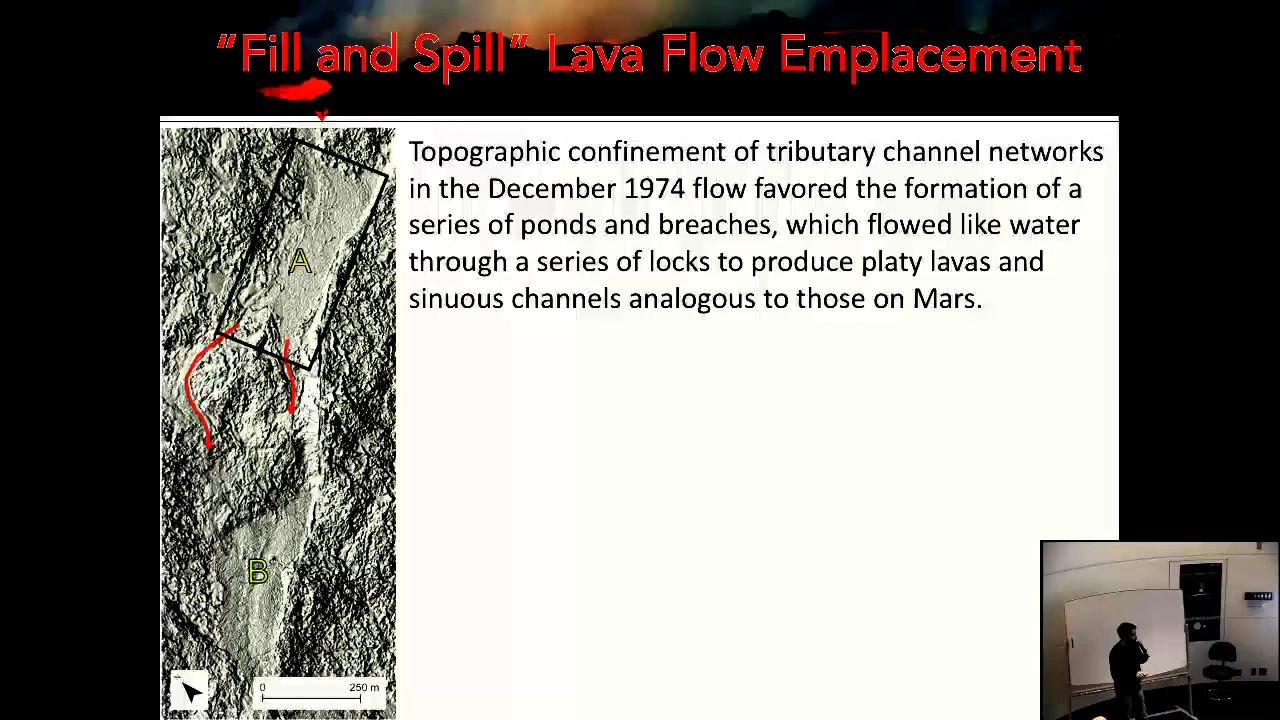 “Fill and Spill” Lava Flow Emplacement
Topographic confinement of tributary channel networks
in the December 1974 flow favored the formation of a
series of ponds and breaches, which flowed like water
through a series of locks to produce platy lavas and
sinuous channels analogous to those on Mars.
A
B
0 250 m